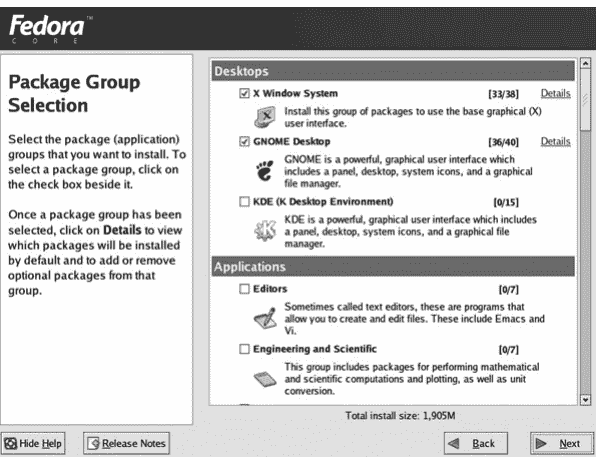 Fedora™
CORE
Package Group
Selection
Select the package (application)
groups that you want to install. To
select a package group, click on
the check box beside it.
Once a package group has been
selected, click on Details to view
which packages will be installed
by default and to add or remove
optional packages from that
group.
Desktops
X Window System [33/38] Details
Install this group of packages to use the base graphical (X)
user interface.
GNOME Desktop [36/40] Details
GNOME is a powerful, graphical user interface which
includes a panel, desktop, system icons, and a graphical
file manager.
KDE (K Desktop Environment) [0/15]
KDE is a powerful, graphical user interface which includes
a panel, desktop, system icons, and a graphical file
manager.
Applications
Editors [0/7]
Sometimes called text editors, these are programs that
allow you to create and edit files. These include Emacs and
Vi.
Engineering and Scientific [0/7]
This group includes packages for performing mathematical
and scientific computations and plotting, as well as unit
conversion.
Total install size: 1,905M
Hide Help
Release Notes
Back
Next